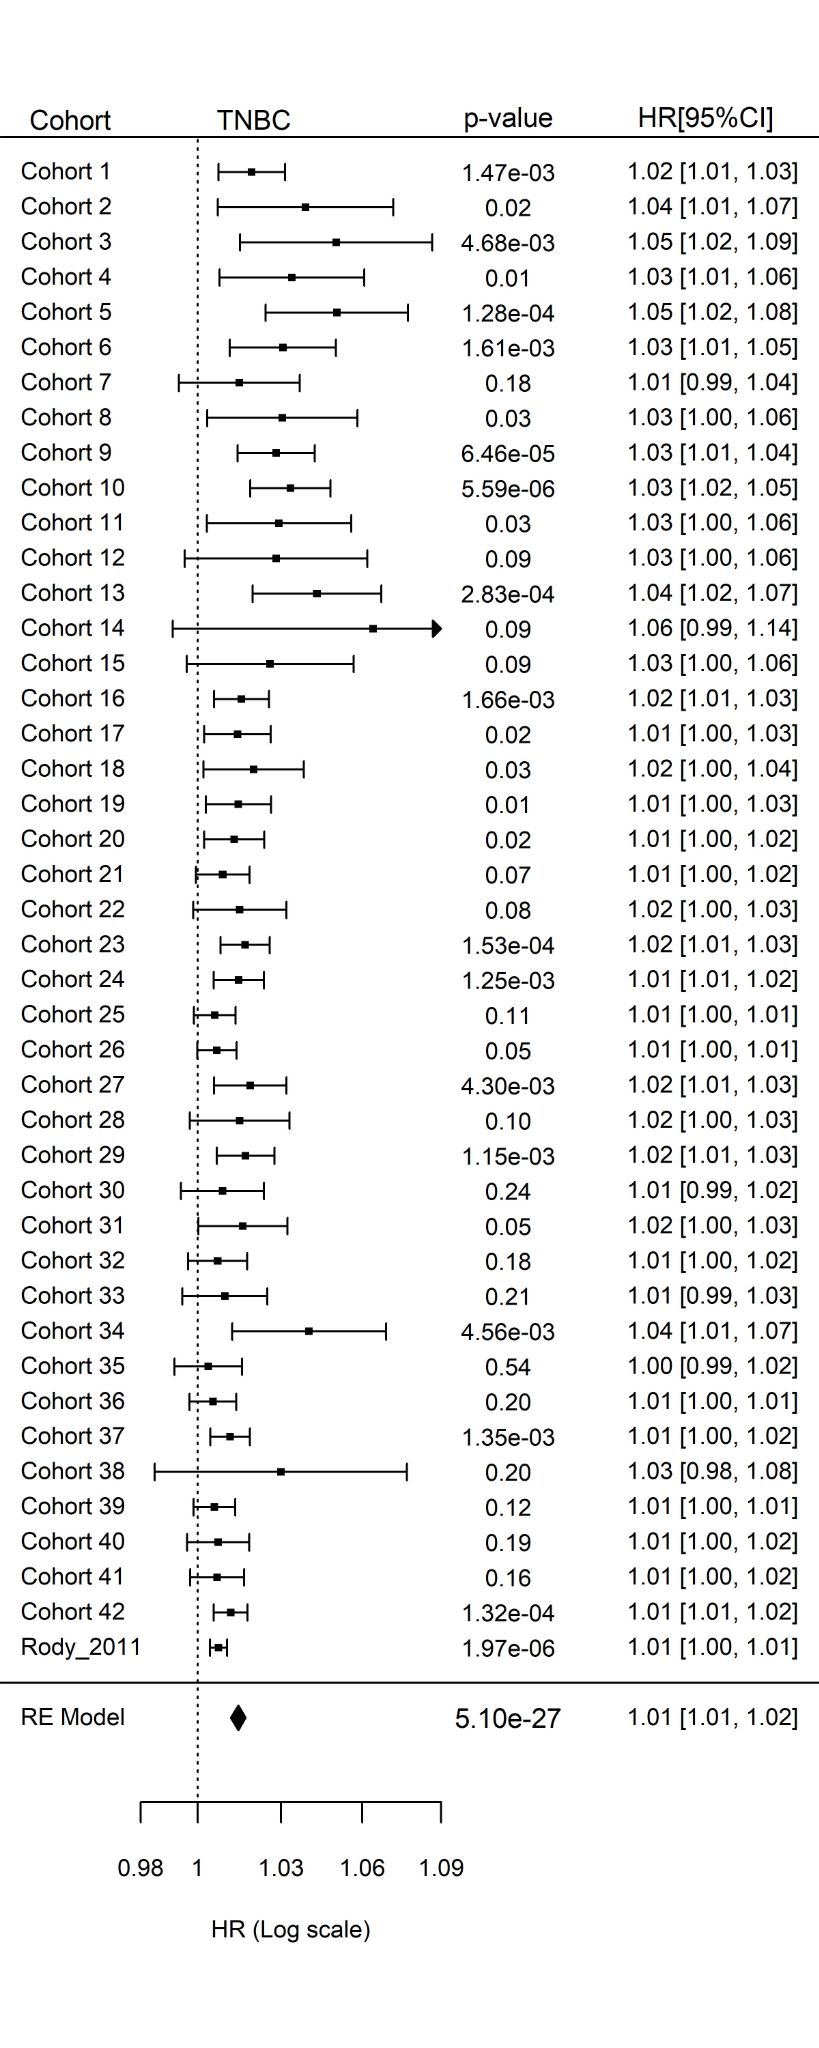 Cohort TNBC p-value HR[95%CI]
Cohort 1 1.47e-03 1.02 [1.01, 1.03]
Cohort 2 0.02 1.04 [1.01, 1.07]
Cohort 3 4.68e-03 1.05 [1.02, 1.09]
Cohort 4 0.01 1.03 [1.01, 1.06]
Cohort 5 1.28e-04 1.05 [1.02, 1.08]
Cohort 6 1.61e-03 1.03 [1.01, 1.05]
Cohort 7 0.18 1.01 [0.99, 1.04]
Cohort 8 0.03 1.03 [1.00, 1.06]
Cohort 9 6.46e-05 1.03 [1.01, 1.04]
Cohort 10 5.59e-06 1.03 [1.02, 1.05]
Cohort 11 0.03 1.03 [1.00, 1.06]
Cohort 12 0.09 1.03 [1.00, 1.06]
Cohort 13 2.83e-04 1.04 [1.02, 1.07]
Cohort 14 0.09 1.06 [0.99, 1.14]
Cohort 15 0.09 1.03 [1.00, 1.06]
Cohort 16 1.66e-03 1.02 [1.01, 1.03]
Cohort 17 0.02 1.01 [1.00, 1.03]
Cohort 18 0.03 1.02 [1.00, 1.04]
Cohort 19 0.01 1.01 [1.00, 1.03]
Cohort 20 0.02 1.01 [1.00, 1.02]
Cohort 21 0.07 1.01 [1.00, 1.02]
Cohort 22 0.08 1.02 [1.00, 1.03]
Cohort 23 1.53e-04 1.02 [1.01, 1.03]
Cohort 24 1.25e-03 1.01 [1.01, 1.02]
Cohort 25 0.11 1.01 [1.00, 1.01]
Cohort 26 0.05 1.01 [1.00, 1.01]
Cohort 27 4.30e-03 1.02 [1.01, 1.03]
Cohort 28 0.10 1.02 [1.00, 1.03]
Cohort 29 1.15e-03 1.02 [1.01, 1.03]
Cohort 30 0.24 1.01 [0.99, 1.02]
Cohort 31 0.05 1.02 [1.00, 1.03]
Cohort 32 0.18 1.01 [1.00, 1.02]
Cohort 33 0.21 1.01 [0.99, 1.03]
Cohort 34 4.56e-03 1.04 [1.01, 1.07]
Cohort 35 0.54 1.00 [0.99, 1.02]
Cohort 36 0.20 1.01 [1.00, 1.01]
Cohort 37 1.35e-03 1.01 [1.00, 1.02]
Cohort 38 0.20 1.03 [0.98, 1.08]
Cohort 39 0.12 1.01 [1.00, 1.01]
Cohort 40 0.19 1.01 [1.00, 1.02]
Cohort 41 0.16 1.01 [1.00, 1.02]
Cohort 42 1.32e-04 1.01 [1.01, 1.02]
Rody_2011 1.97e-06 1.01 [1.00, 1.01]
RE Model 5.10e-27 1.01 [1.01, 1.02]
0.98 1 1.03 1.06 1.09
HR (Log scale)